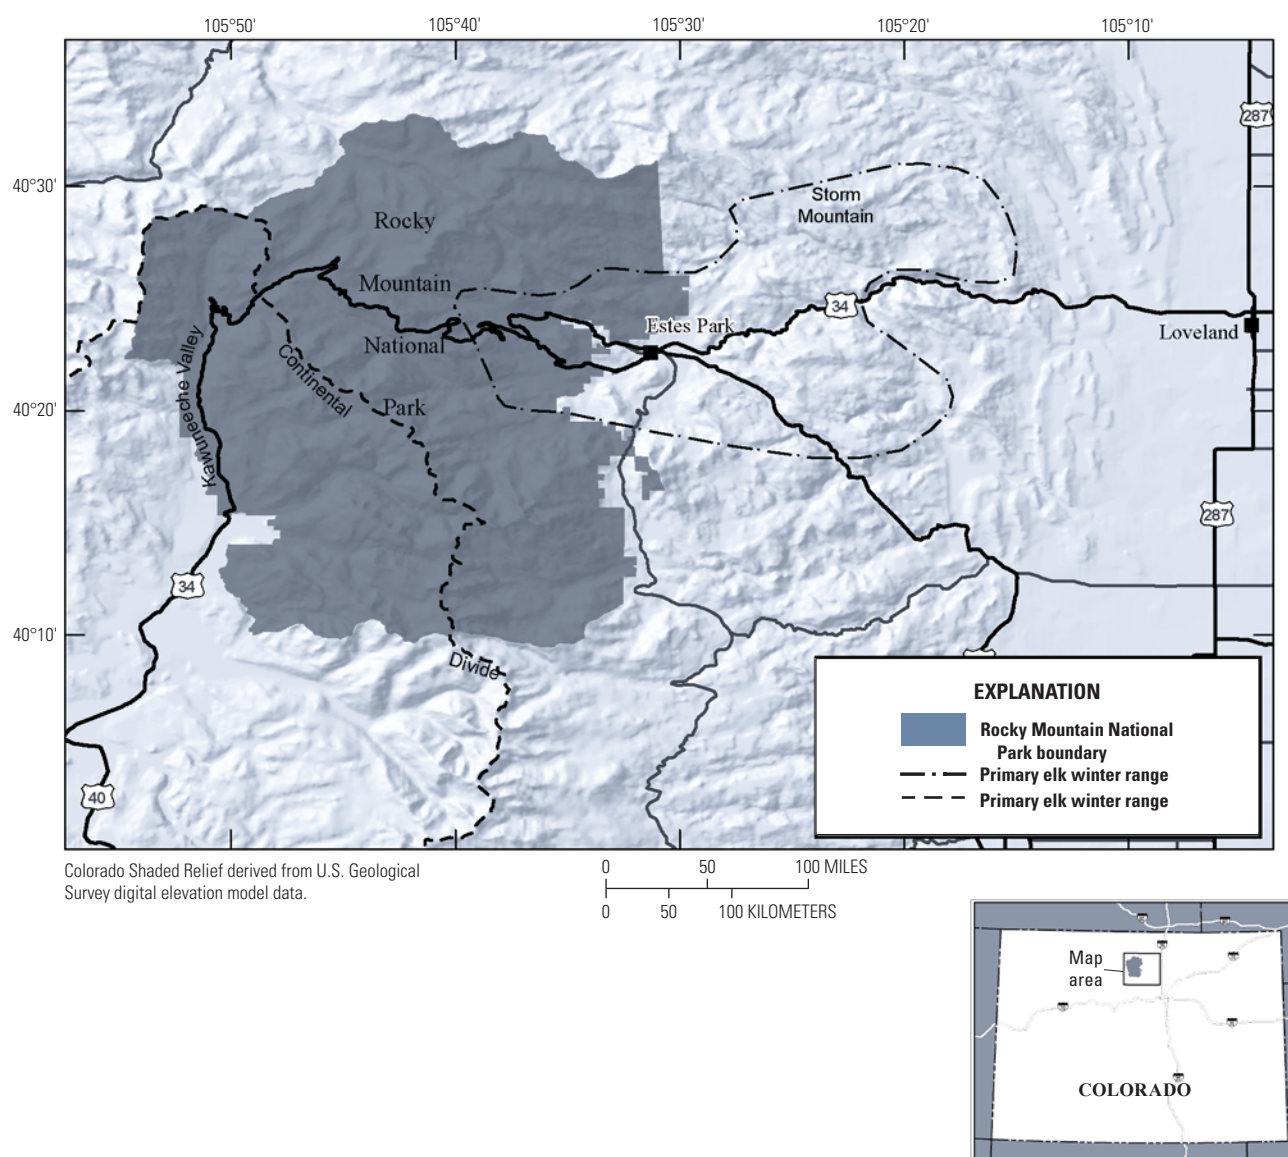 105°50' 105°40' 105°30' 105°20' 105°10'
287
40°30'
Storm
Mountain
Rocky
Mountain
34
Estes Park
Loveland
National
Kawuneeche Valley
Continental
Park
40°20'
287
34
40°10'
Divide
40
EXPLANATION
Rocky Mountain National
Park boundary
Primary elk winter range
Primary elk winter range
Colorado Shaded Relief derived from U.S. Geological
Survey digital elevation model data.
0 50 100 MILES
0 50 100 KILOMETERS
Map
area
COLORADO